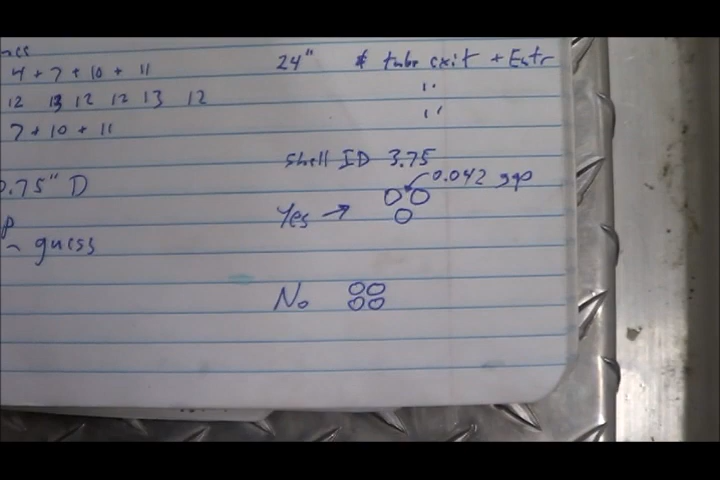 4 + 7 + 10 + 11 24" # tube exit + Entr
12 13 12 12 13 12 "
7 + 10 + 11 "
shell ID 3.75
0.75" D 0.042 gap
Yes →
~ guess
No